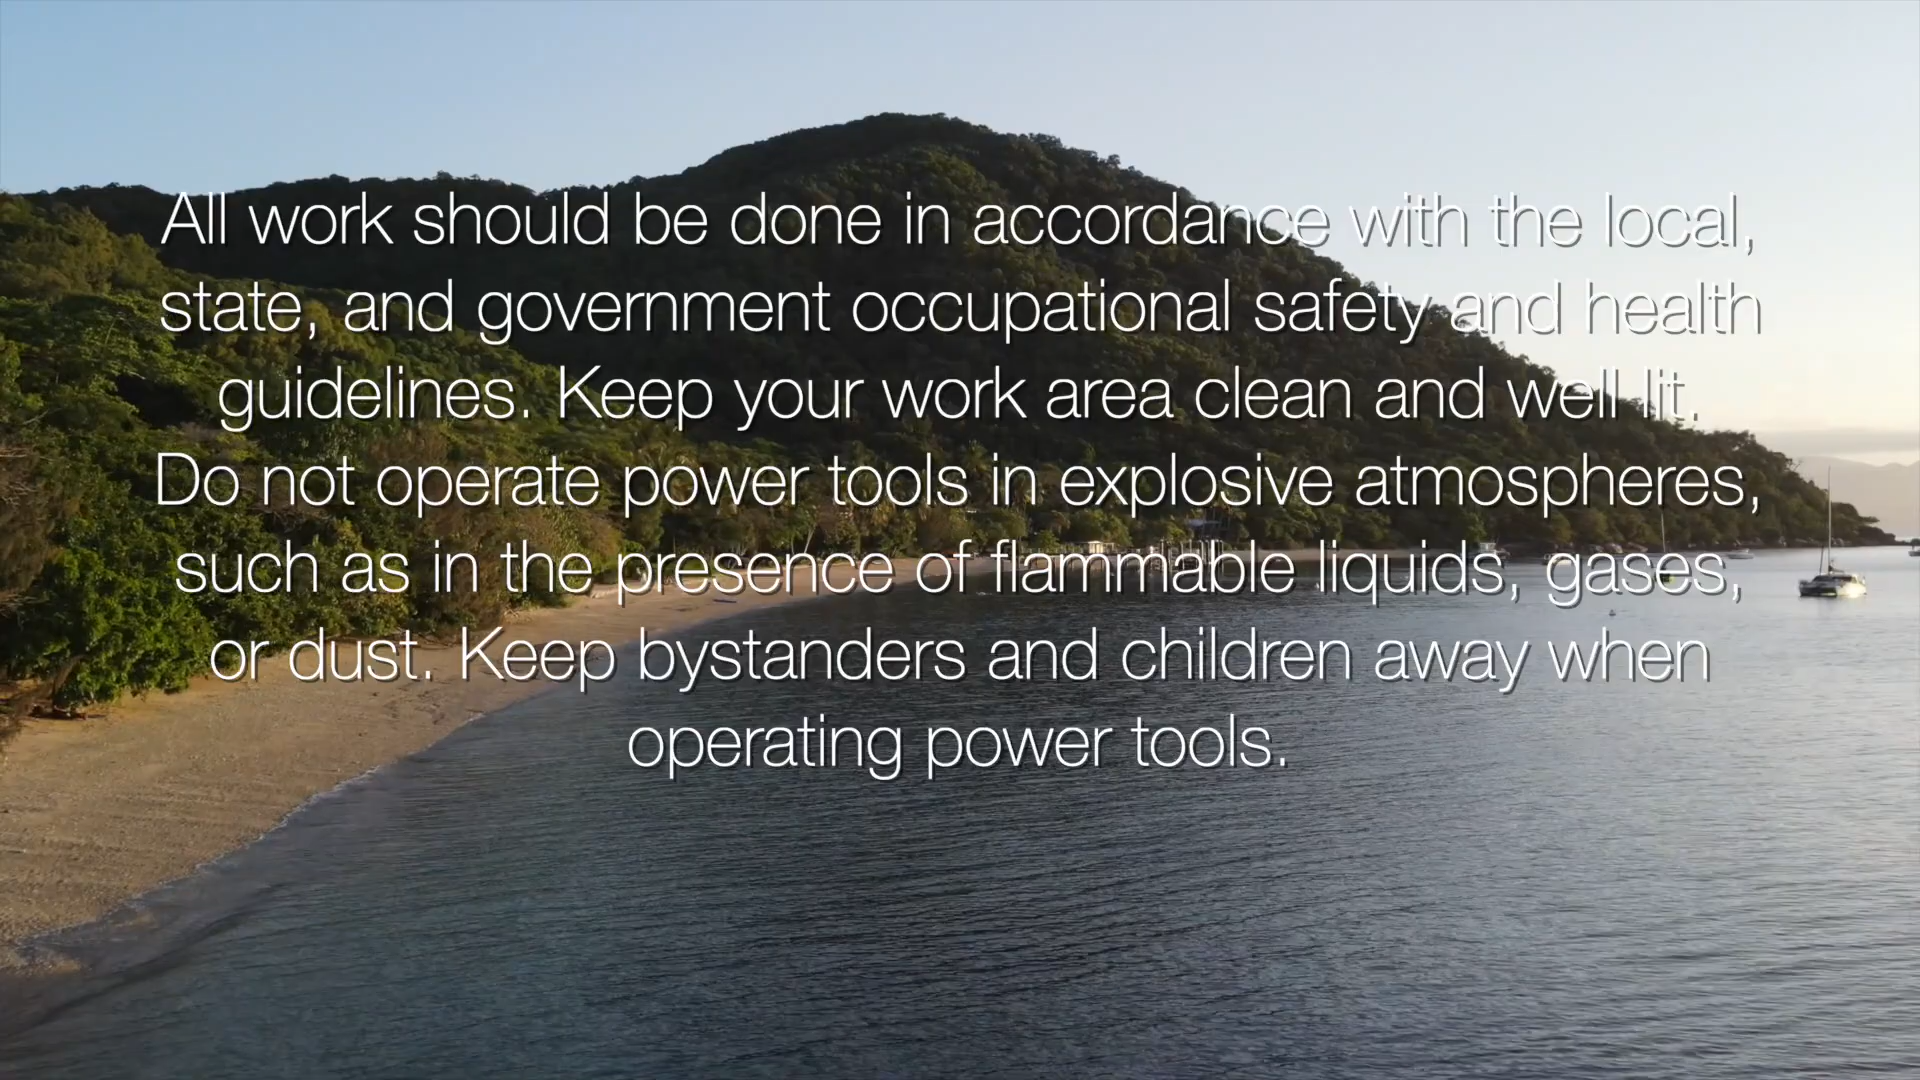 All work should be done in accordance with the local,
state, and government occupational safety and health
guidelines. Keep your work area clean and well lit.
Do not operate power tools in explosive atmospheres,
such as in the presence of flammable liquids, gases,
or dust. Keep bystanders and children away when
operating power tools.